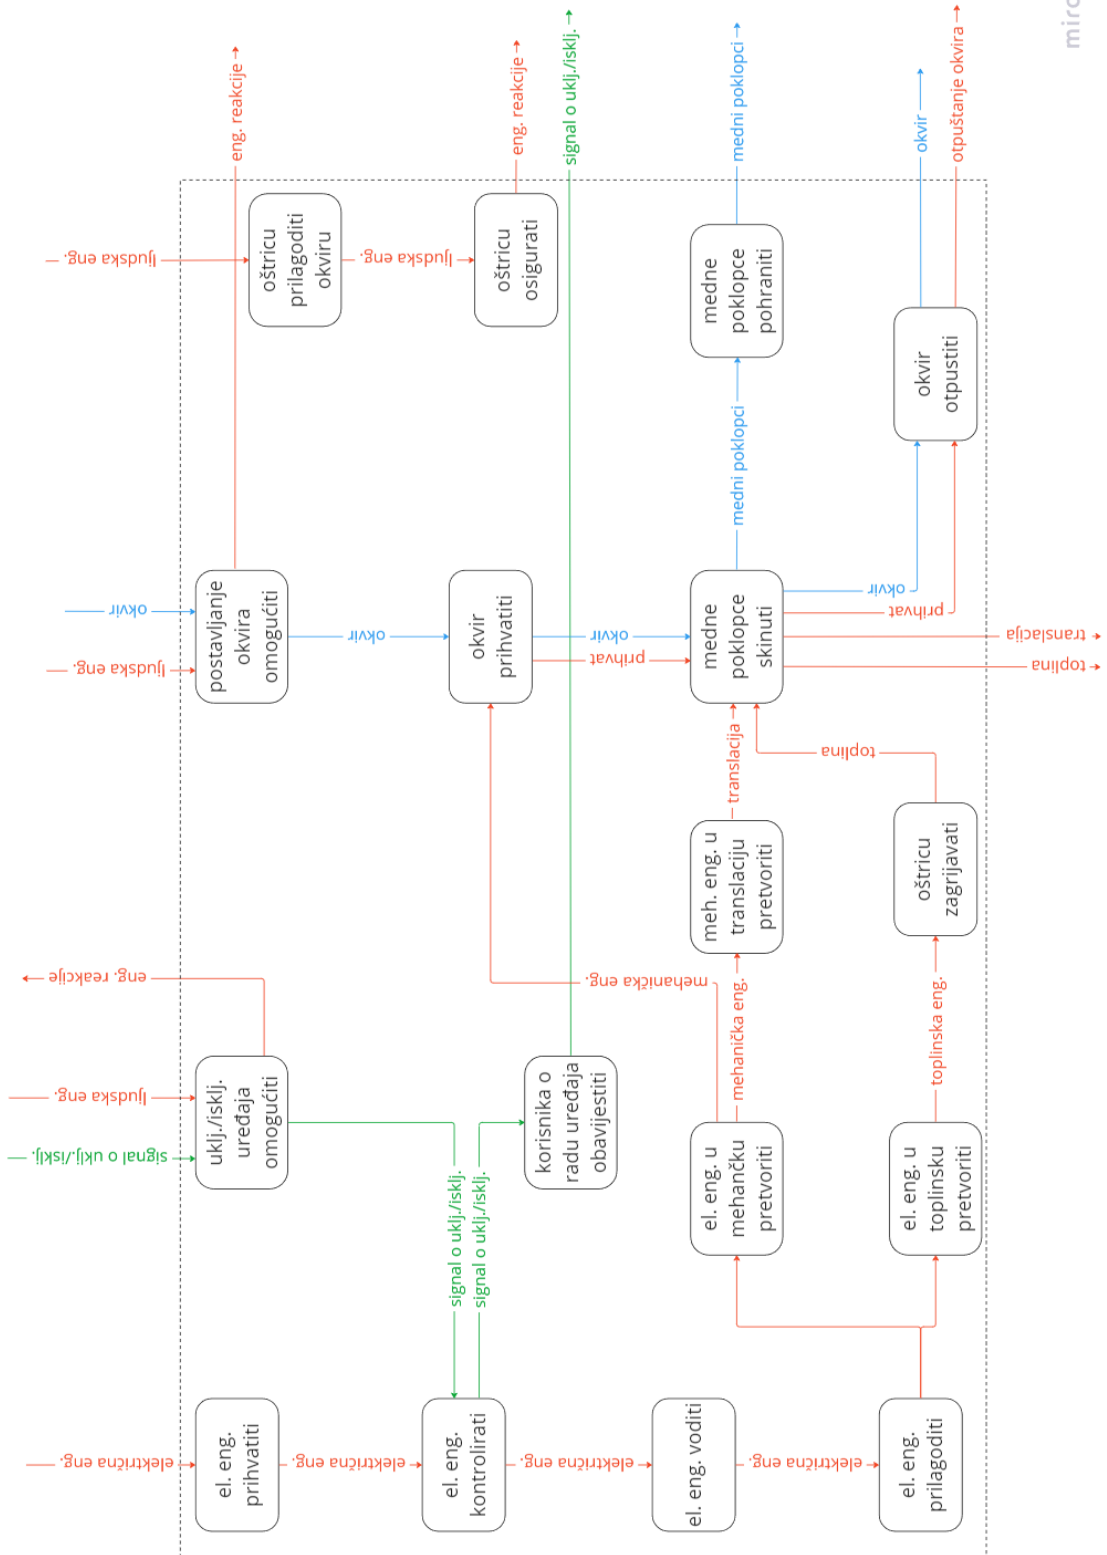 električna eng.
el. eng.
prihvatiti
električna eng.
el. eng.
kontrolirati
električna eng.
el. eng. voditi
električna eng.
el. eng.
prilagoditi
signal o uklj./isklj.
ljudska eng.
eng. reakcije
uklj./isklj.
uređaja
omogućiti
signal o uklj./isklj.
signal o uklj./isklj.
korisnika o
radu uređaja
obavijestiti
signal o uklj./isklj.
el. eng. u
mehančku
pretvoriti
mehanička eng.
mehanička eng.
el. eng. u
toplinsku
pretvoriti
toplinska eng.
meh. eng. u
translaciju
pretvoriti
translacija
oštricu
zagrijavati
toplina
ljudska eng.
okvir
postavljanje
okvira
omogućiti
eng. reakcije
okvir
okvir
prihvatiti
prihvat
okvir
medne
poklopce
skinuti
toplina
translacija
prihvat
okvir
medni poklopci
medne
poklopce
pohraniti
medni poklopci
okvir
otpustiti
okvir
otpuštanje okvira
ljudska eng.
oštricu
prilagoditi
okviru
ljudska eng.
oštricu
osigurati
eng. reakcije